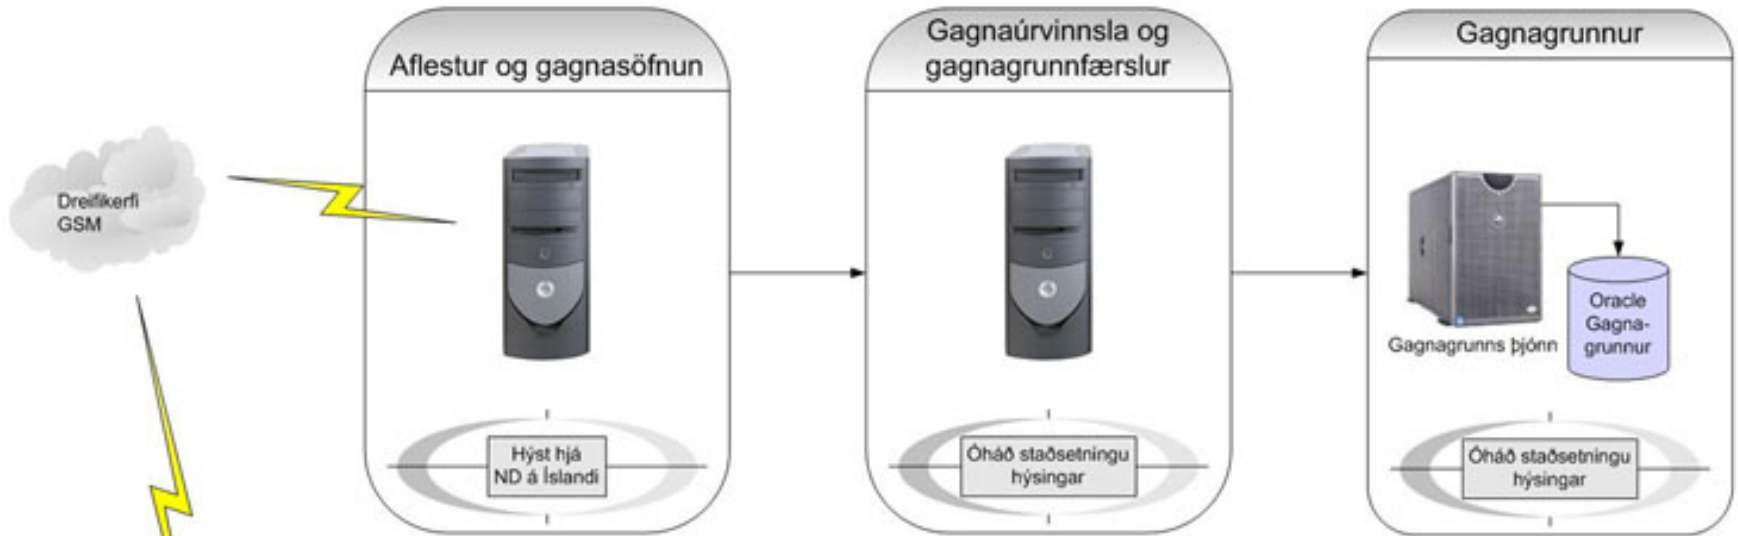 Dreifikerfi
GSM
Aflestur og gagnasöfnun
Hýst hjá
ND á Íslandi
Gagnaúrvinnsla og
gagnagrunnfærslur
Óháð staðsetningu
hýsingar
Gagnagrunnur
Gagnagrunns þjónn
Oracle
Gagna-
grunnur
Óháð staðsetningu
hýsingar